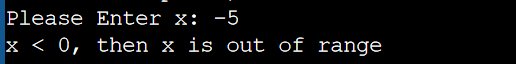 Please Enter x: -5
x < 0, then x is out of range